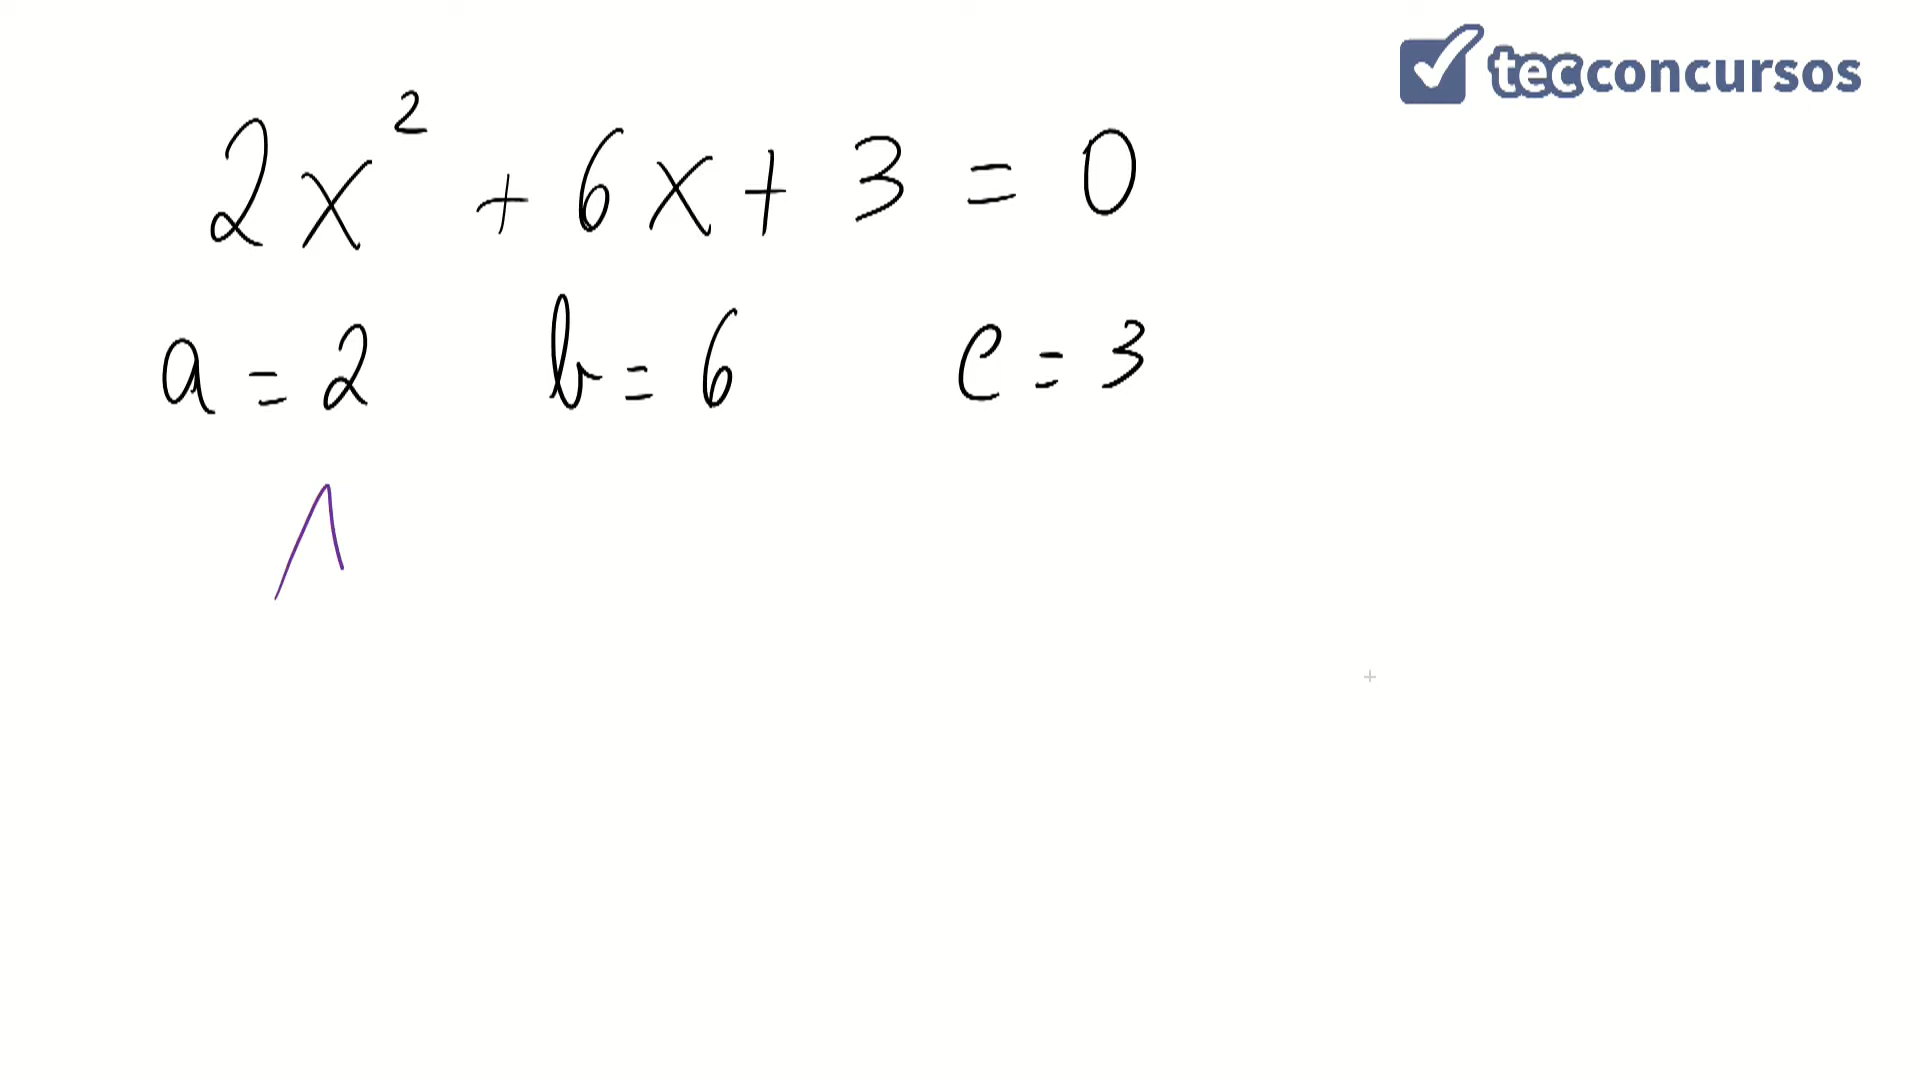 tecconcursos
2x² + 6x + 3 = 0
a = 2 b = 6 c = 3